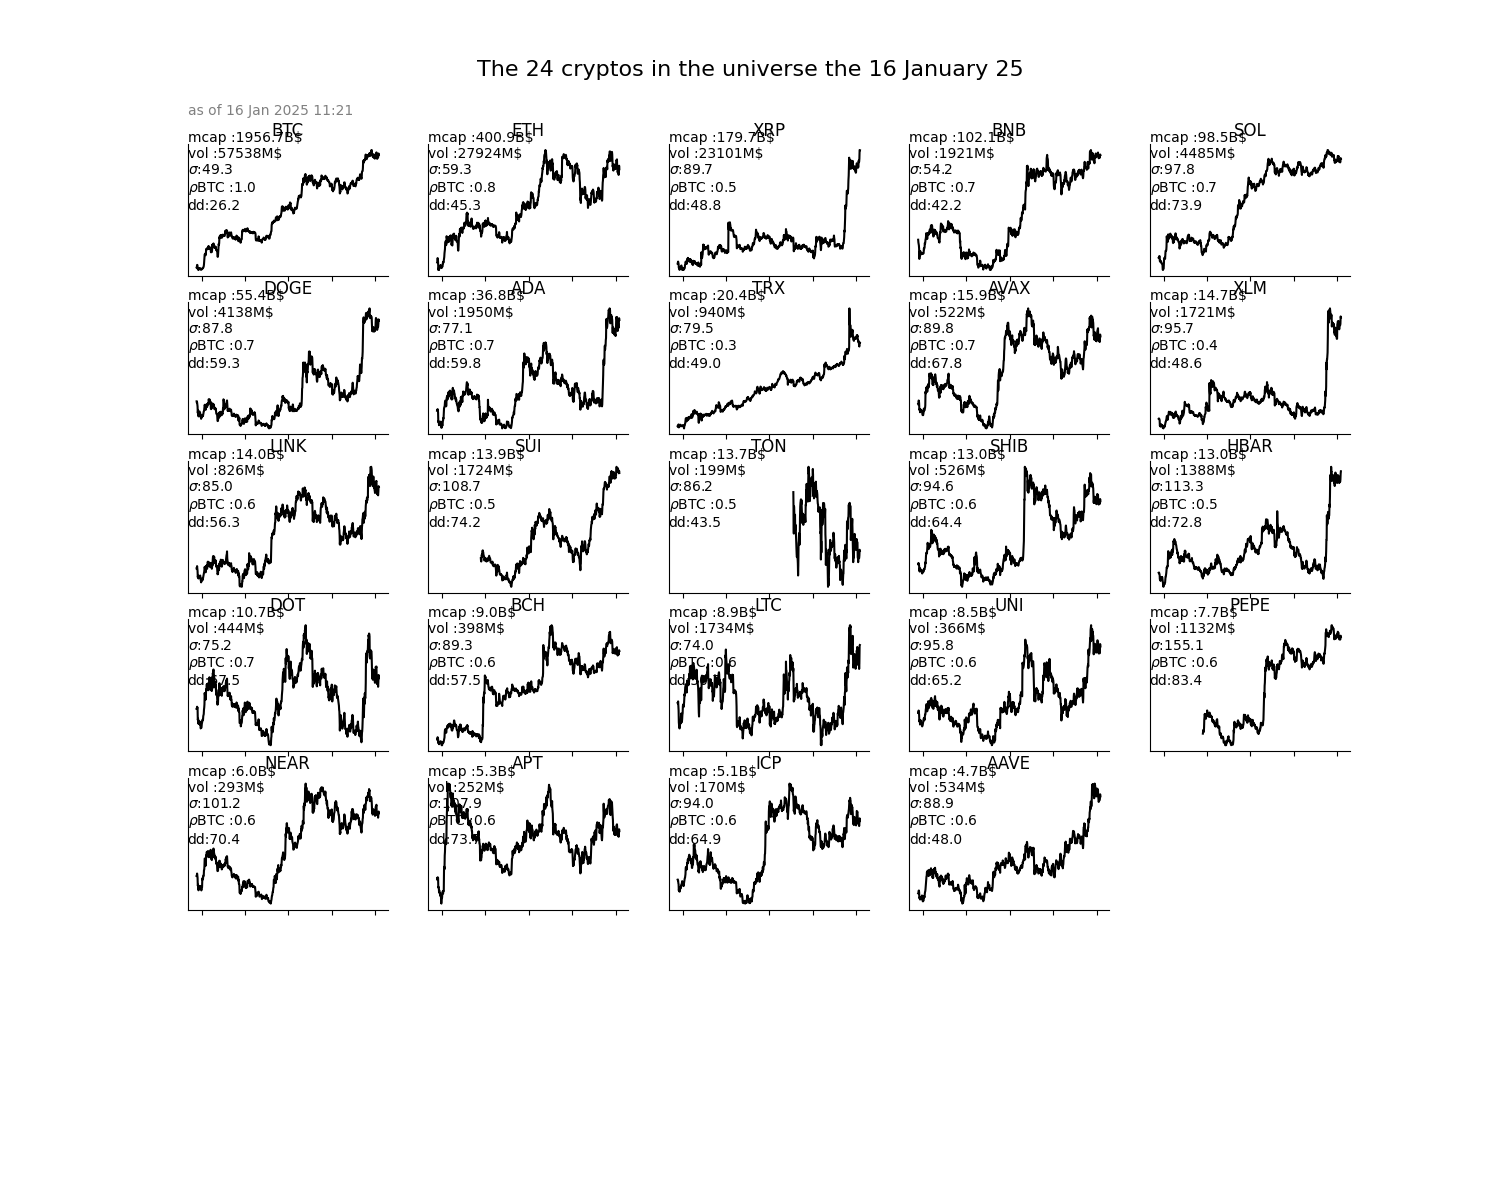 The 24 cryptos in the universe the 16 January 25
as of 16 Jan 2025 11:21
BTC
mcap :1956.7B$
vol :57538M$
σ:49.3
ρBTC :1.0
dd:26.2
ETH
mcap :400.9B$
vol :27924M$
σ:59.3
ρBTC :0.8
dd:45.3
XRP
mcap :179.7B$
vol :23101M$
σ:89.7
ρBTC :0.5
dd:48.8
BNB
mcap :102.1B$
vol :1921M$
σ:54.2
ρBTC :0.7
dd:42.2
SOL
mcap :98.5B$
vol :4485M$
σ:97.8
ρBTC :0.7
dd:73.9
DOGE
mcap :55.4B$
vol :4138M$
σ:87.8
ρBTC :0.7
dd:59.3
ADA
mcap :36.8B$
vol :1950M$
σ:77.1
ρBTC :0.7
dd:59.8
TRX
mcap :20.4B$
vol :940M$
σ:79.5
ρBTC :0.3
dd:49.0
AVAX
mcap :15.9B$
vol :522M$
σ:89.8
ρBTC :0.7
dd:67.8
XLM
mcap :14.7B$
vol :1721M$
σ:95.7
ρBTC :0.4
dd:48.6
LINK
mcap :14.0B$
vol :826M$
σ:85.0
ρBTC :0.6
dd:56.3
SUI
mcap :13.9B$
vol :1724M$
σ:108.7
ρBTC :0.5
dd:74.2
TON
mcap :13.7B$
vol :199M$
σ:86.2
ρBTC :0.5
dd:43.5
SHIB
mcap :13.0B$
vol :526M$
σ:94.6
ρBTC :0.6
dd:64.4
HBAR
mcap :13.0B$
vol :1388M$
σ:113.3
ρBTC :0.5
dd:72.8
DOT
mcap :10.7B$
vol :444M$
σ:75.2
ρBTC :0.7
BCH
mcap :9.0B$
vol :398M$
σ:89.3
ρBTC :0.6
dd:57.5
LTC
mcap :8.9B$
vol :1734M$
σ:74.0
ρBTC :0.6
UNI
mcap :8.5B$
vol :366M$
σ:95.8
ρBTC :0.6
dd:65.2
PEPE
mcap :7.7B$
vol :1132M$
σ:155.1
ρBTC :0.6
dd:83.4
NEAR
mcap :6.0B$
vol :293M$
σ:101.2
ρBTC :0.6
dd:70.4
APT
mcap :5.3B$
vol :252M$
σ:107.9
ρBTC :0.6
ICP
mcap :5.1B$
vol :170M$
σ:94.0
ρBTC :0.6
dd:64.9
AAVE
mcap :4.7B$
vol :534M$
σ:88.9
ρBTC :0.6
dd:48.0